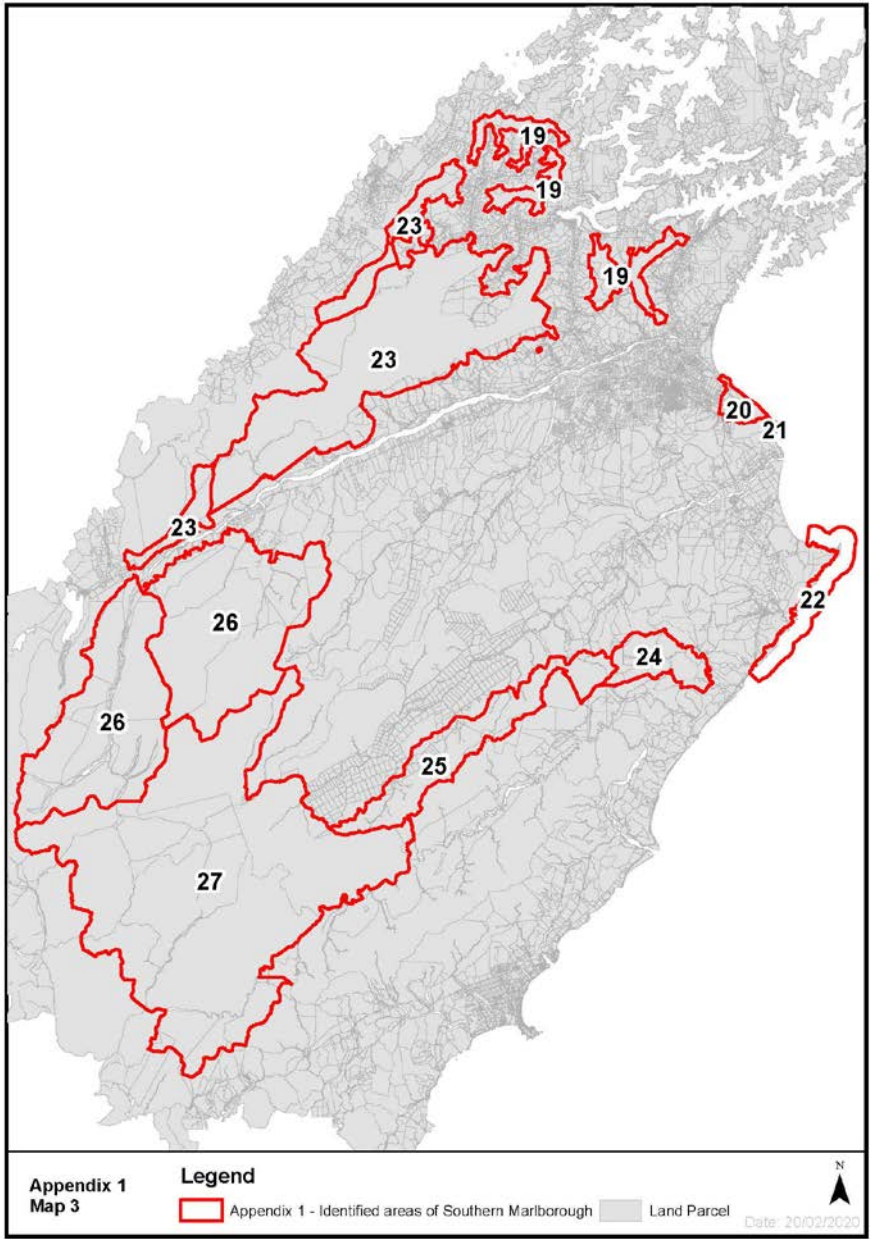 19
19
23
19
23
20
21
23
22
26
24
26
25
27
Appendix 1
Map 3
Legend
Appendix 1 - Identified areas of Southern Marlborough
Land Parcel
N
Date: 20/02/2020